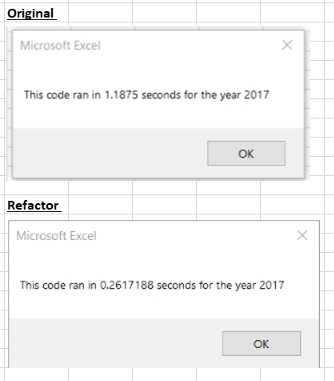 Original
Microsoft Excel
This code ran in 1.1875 seconds for the year 2017
OK
Refactor
Microsoft Excel
This code ran in 0.2617188 seconds for the year 2017
OK